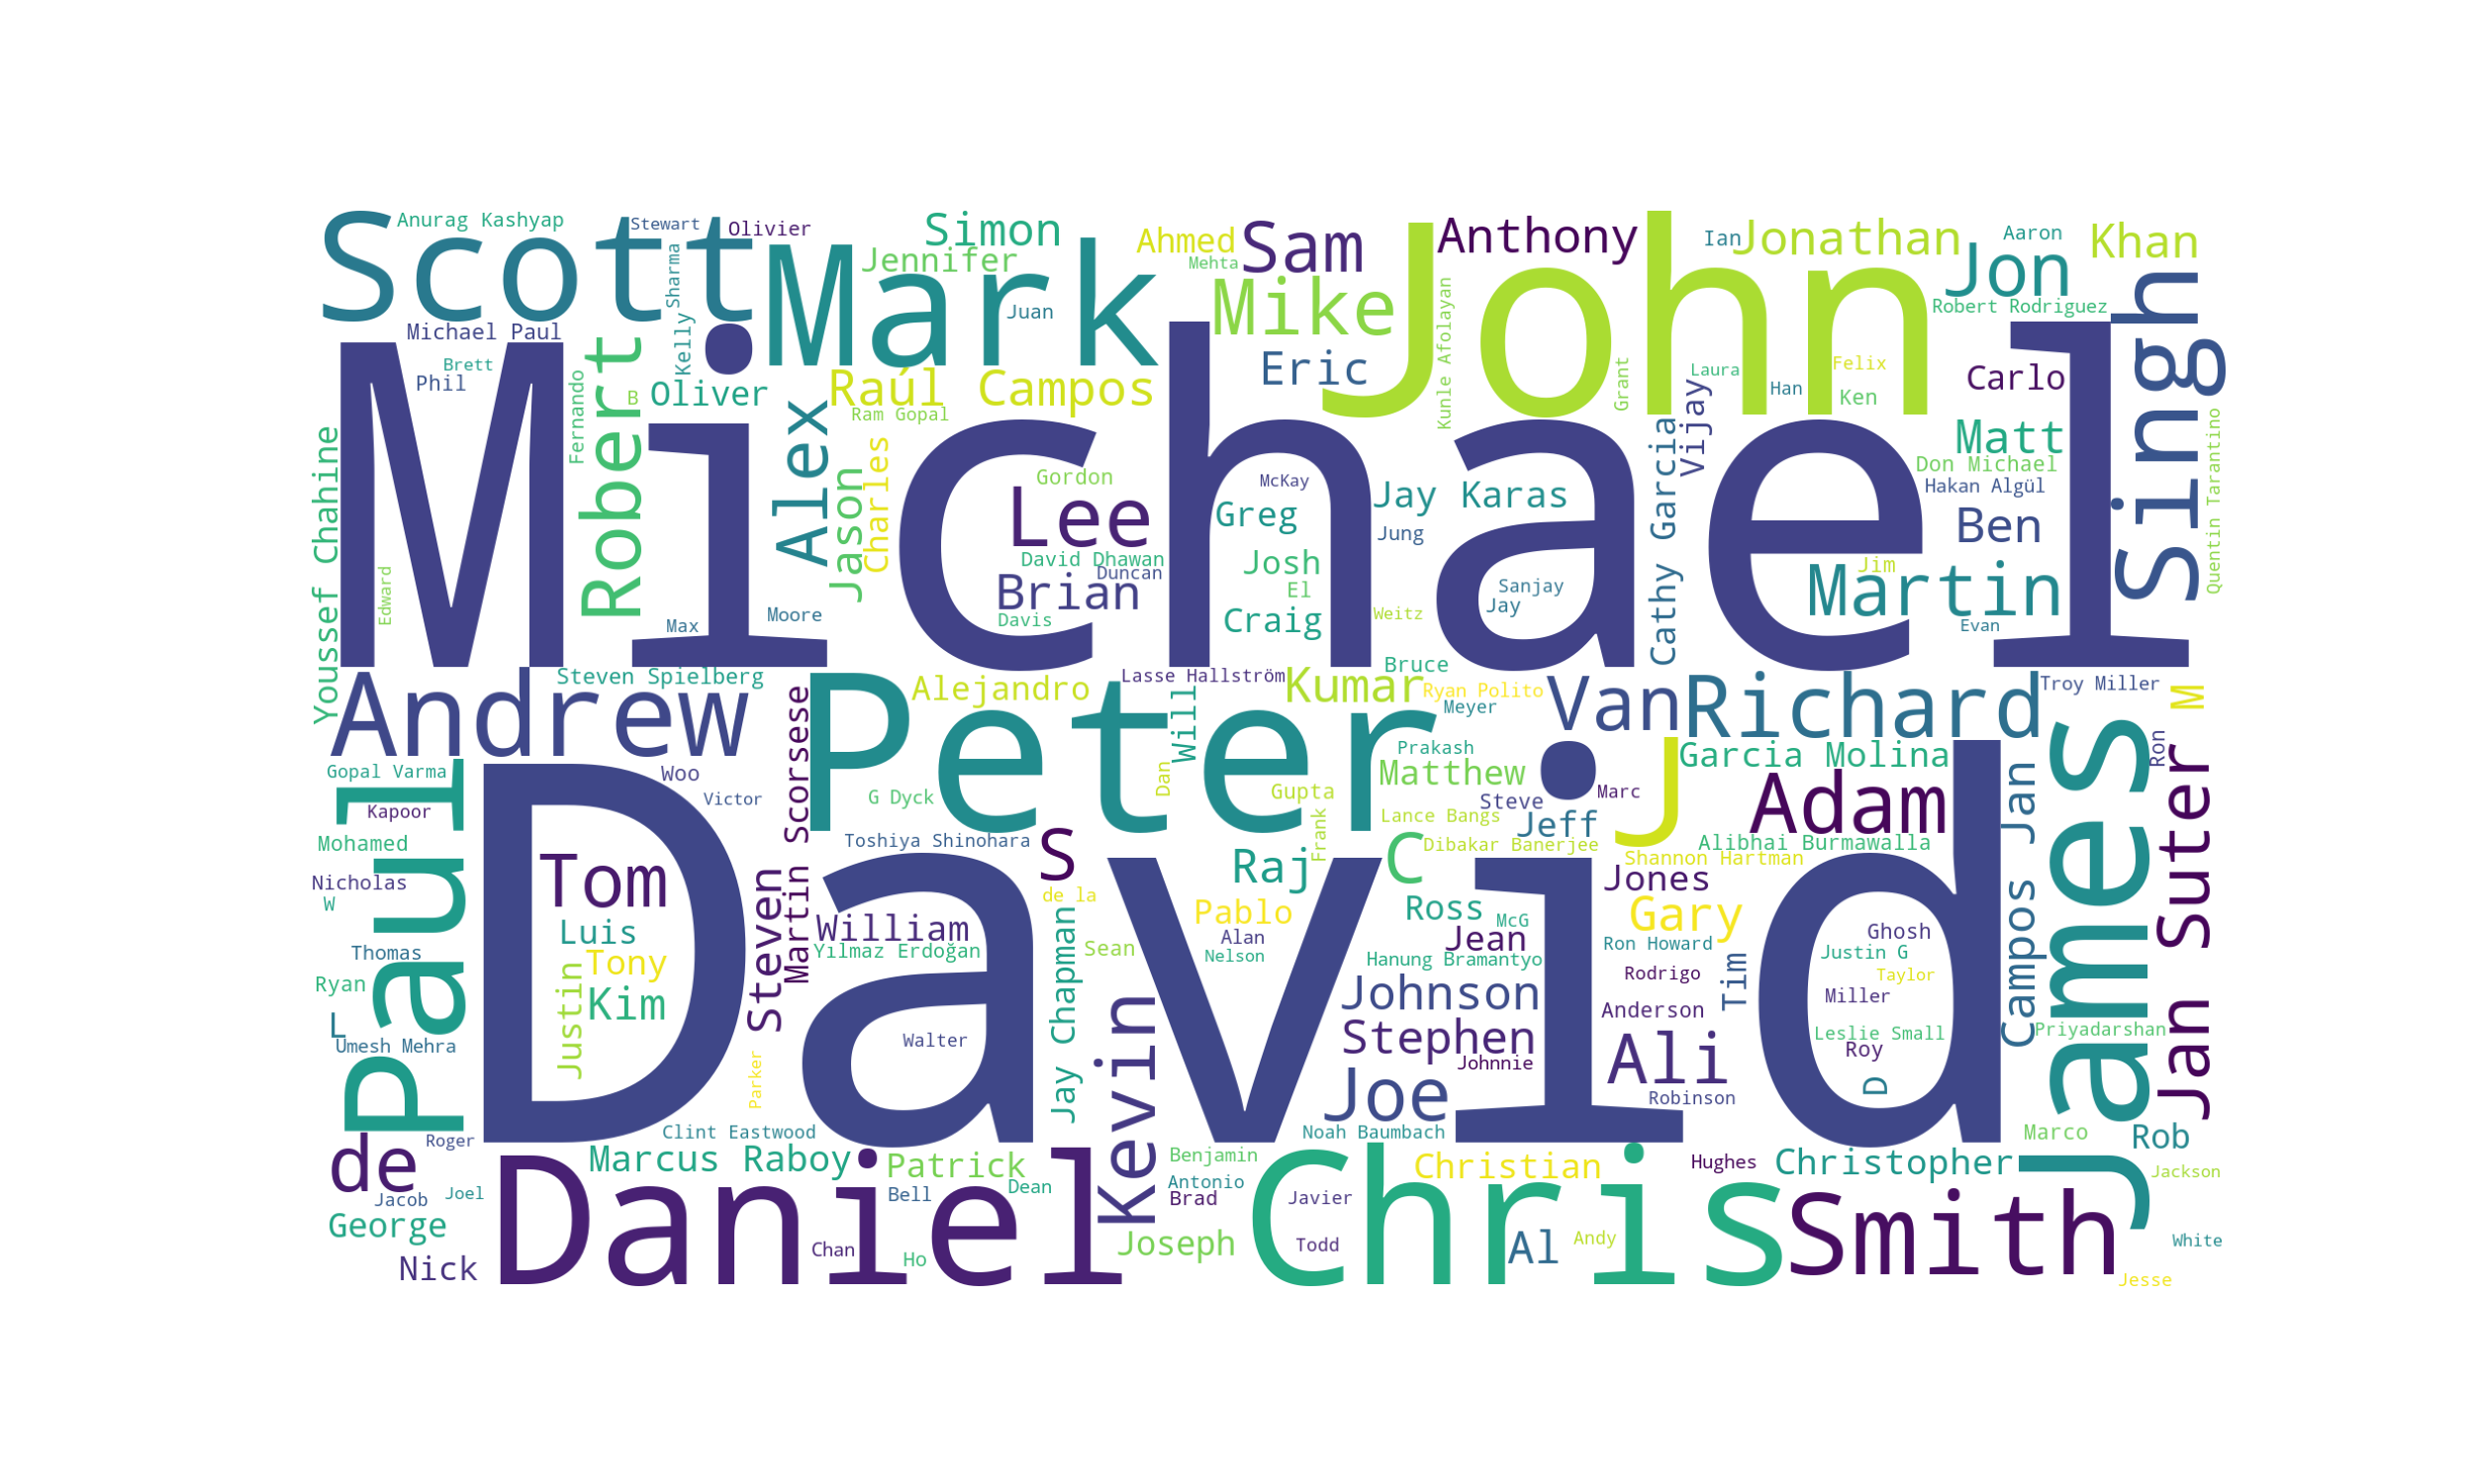 Scott
Anurag Kashyap
Stewart
Olivier
Simon
Jennifer
Mark
Ahmed
Mehta
Sam
John
Anthony
Ian
Jonathan
Aaron
Khan
Jon
Robert Rodriguez
Singh
Michael Paul
Sharma
Kelly
Juan
Mike
Eric
Kunle Afolayan
Grant
Laura
Han
Felix
Ken
Carlo
Brett
Phil
Fernando
B
Oliver
Raúl Campos
Ram Gopal
Robert
Michael
Alex
Jason
Charles
Gordon
Lee
McKay
Greg
Jay Karas
Jung
Cathy Garcia
Vijay
Matt
Don Michael
Hakan Algül
Ben
Quentin Tarantino
Youssef Chahine
Edward
David Dhawan
Duncan
Brian
Davis
Josh
El
Craig
Sanjay
Jay
Weitz
Jim
Martin
Evan
Max
Moore
Steven Spielberg
Andrew
Alejandro
Lasse Hallström
Kumar
Bruce
Ryan Polito
Meyer
Van
Richard
Troy Miller
M
Peter
Will
Dan
Prakash
Matthew
Garcia Molina
Ron
Gopal Varma
Woo
Kapoor
Victor
Martin Scorsese
G Dyck
Gupta
Steve
Marc
J
Adam
James
Jan Suter
Campos Jan
Mohamed
Paul
Toshiya Shinohara
Frank
Lance Bangs
Jeff
Dibakar Banerjee
Alibhai Burmawalla
Shannon Hartman
S
C
Raj
Jones
Nicholas
W
Tom
David
de la
Pablo
Ross
McG
Gary
Ghosh
Luis
Steven
William
Jay Chapman
Alan
Jean
Thomas
Tony
Yılmaz Erdoğan
Sean
Nelson
Hanung Bramantyo
Ron Howard
Justin G
Ryan
Justin
Kim
Kevin
Johnson
Rodrigo
Tim
Taylor
Miller
Anderson
L
Umesh Mehra
Walter
Stephen
Johnnie
Ali
Leslie Small
Roy
Priyadarshan
Parker
Joe
Robinson
D
Roger
Clint Eastwood
Noah Baumbach
Marco
Rob
de
Marcus Raboy
Patrick
Benjamin
Christian
Hughes
Christopher
Jackson
Jacob
Joel
Daniel
Bell
Dean
Antonio
Brad
Javier
Chris
Smith
George
Nick
Chan
Ho
Joseph
Todd
Al
Andy
White
Jesse